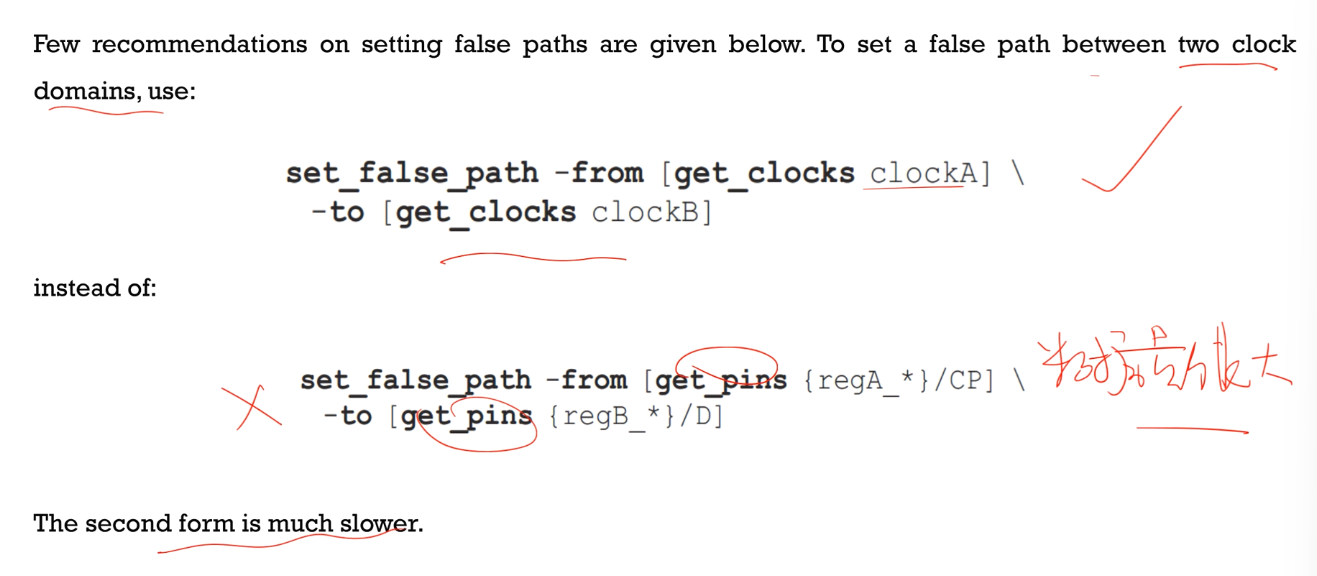 Few recommendations on setting false paths are given below. To set a false path between two clock
domains, use:
set_false_path -from [get_clocks clockA] \
-to [get_clocks clockB]
instead of:
set_false_path -from [get_pins {regA_*}/CP] \
-to [get_pins {regB_*}/D]
The second form is much slower.